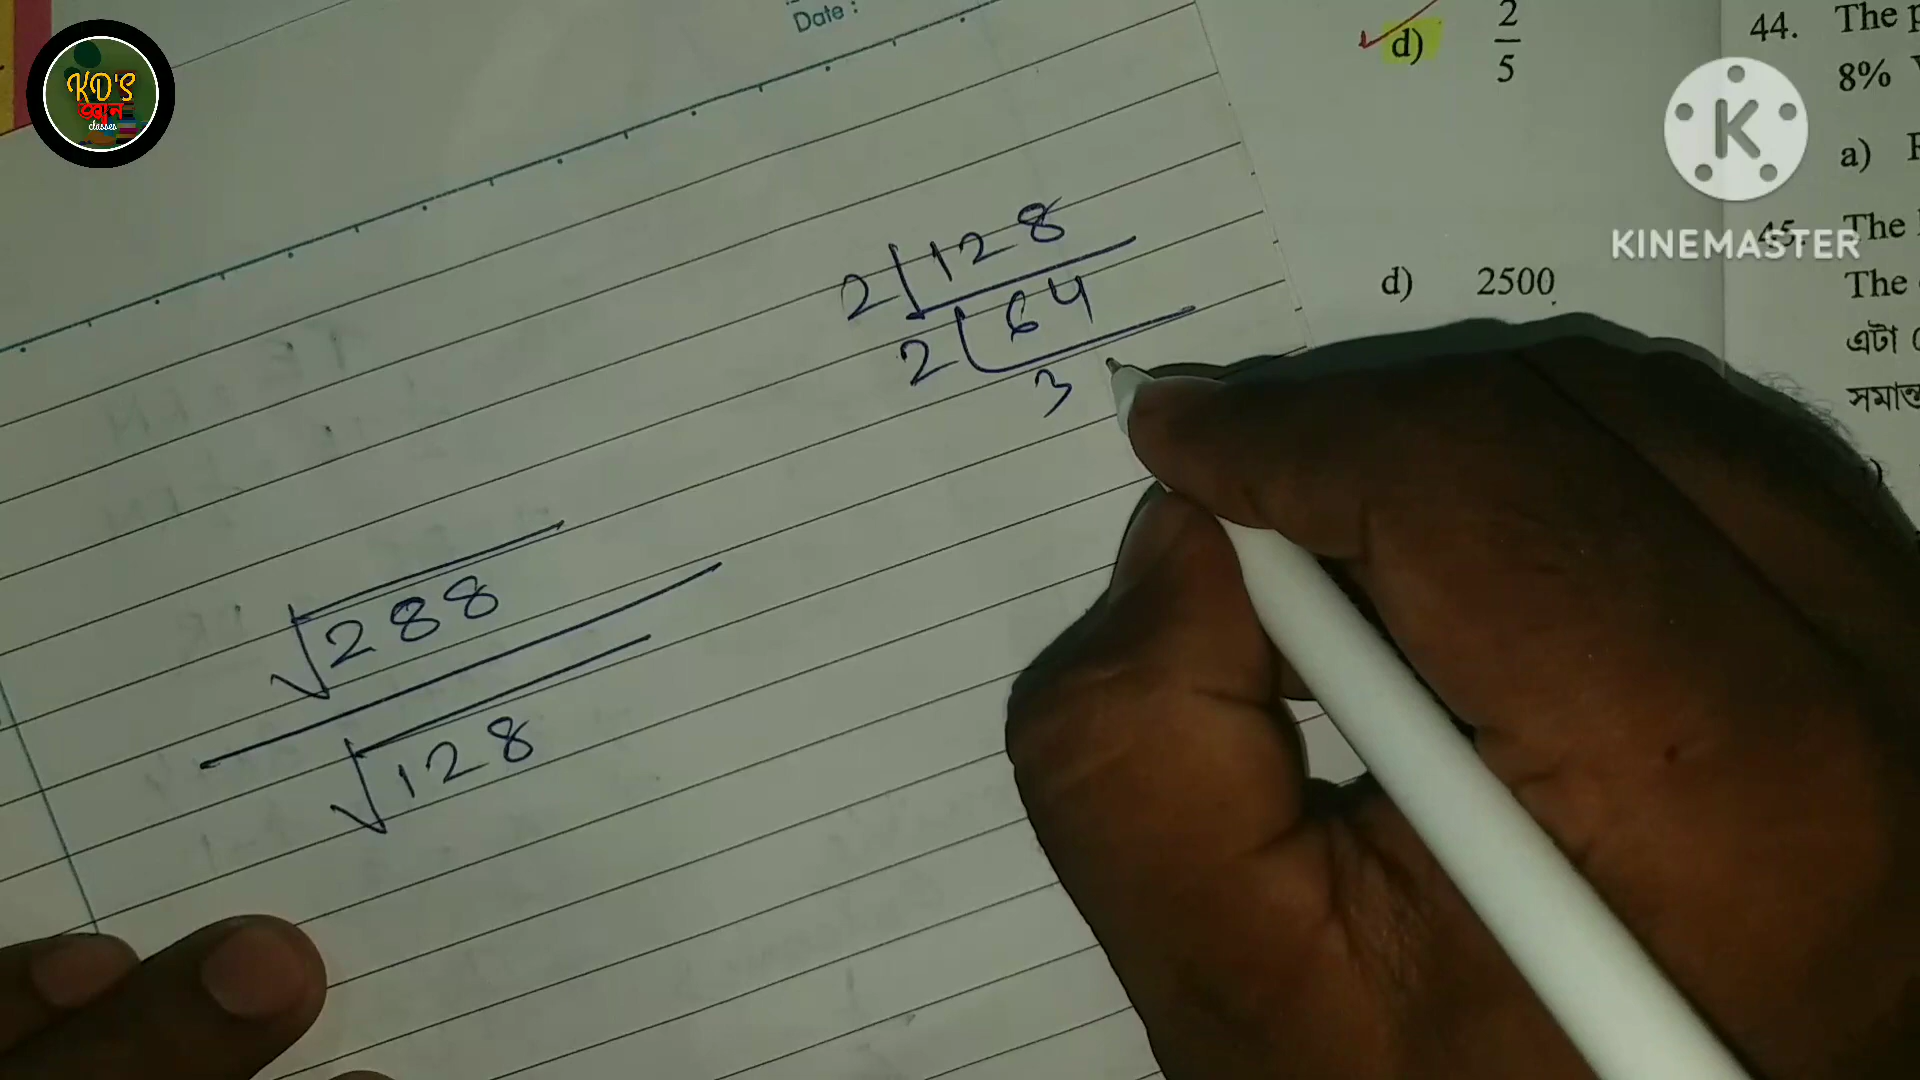 KD'S
জ্ঞান
classes
Date :
d) 2/5
44. The
8%
a)
K
KINEMASTER
45. The
The
এটা
d) 2500
2 128
2 64
3
√288
√128